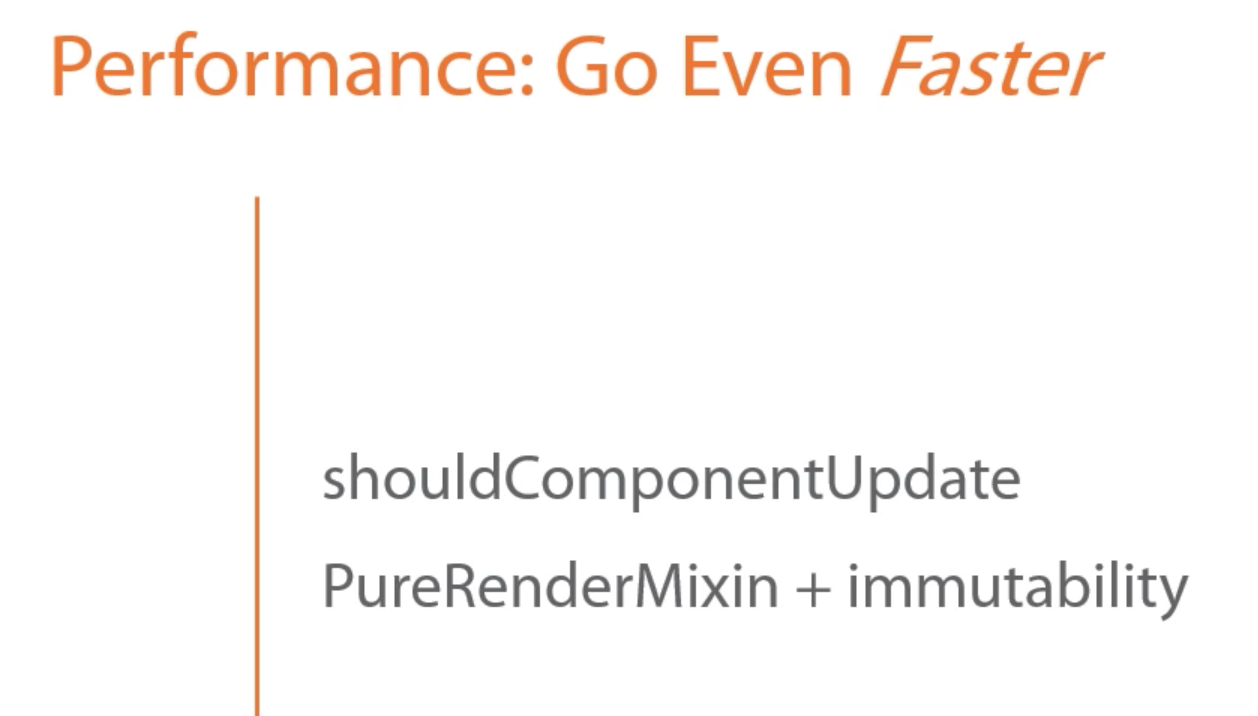 Performance: Go Even Faster
shouldComponentUpdate
PureRenderMixin + immutability